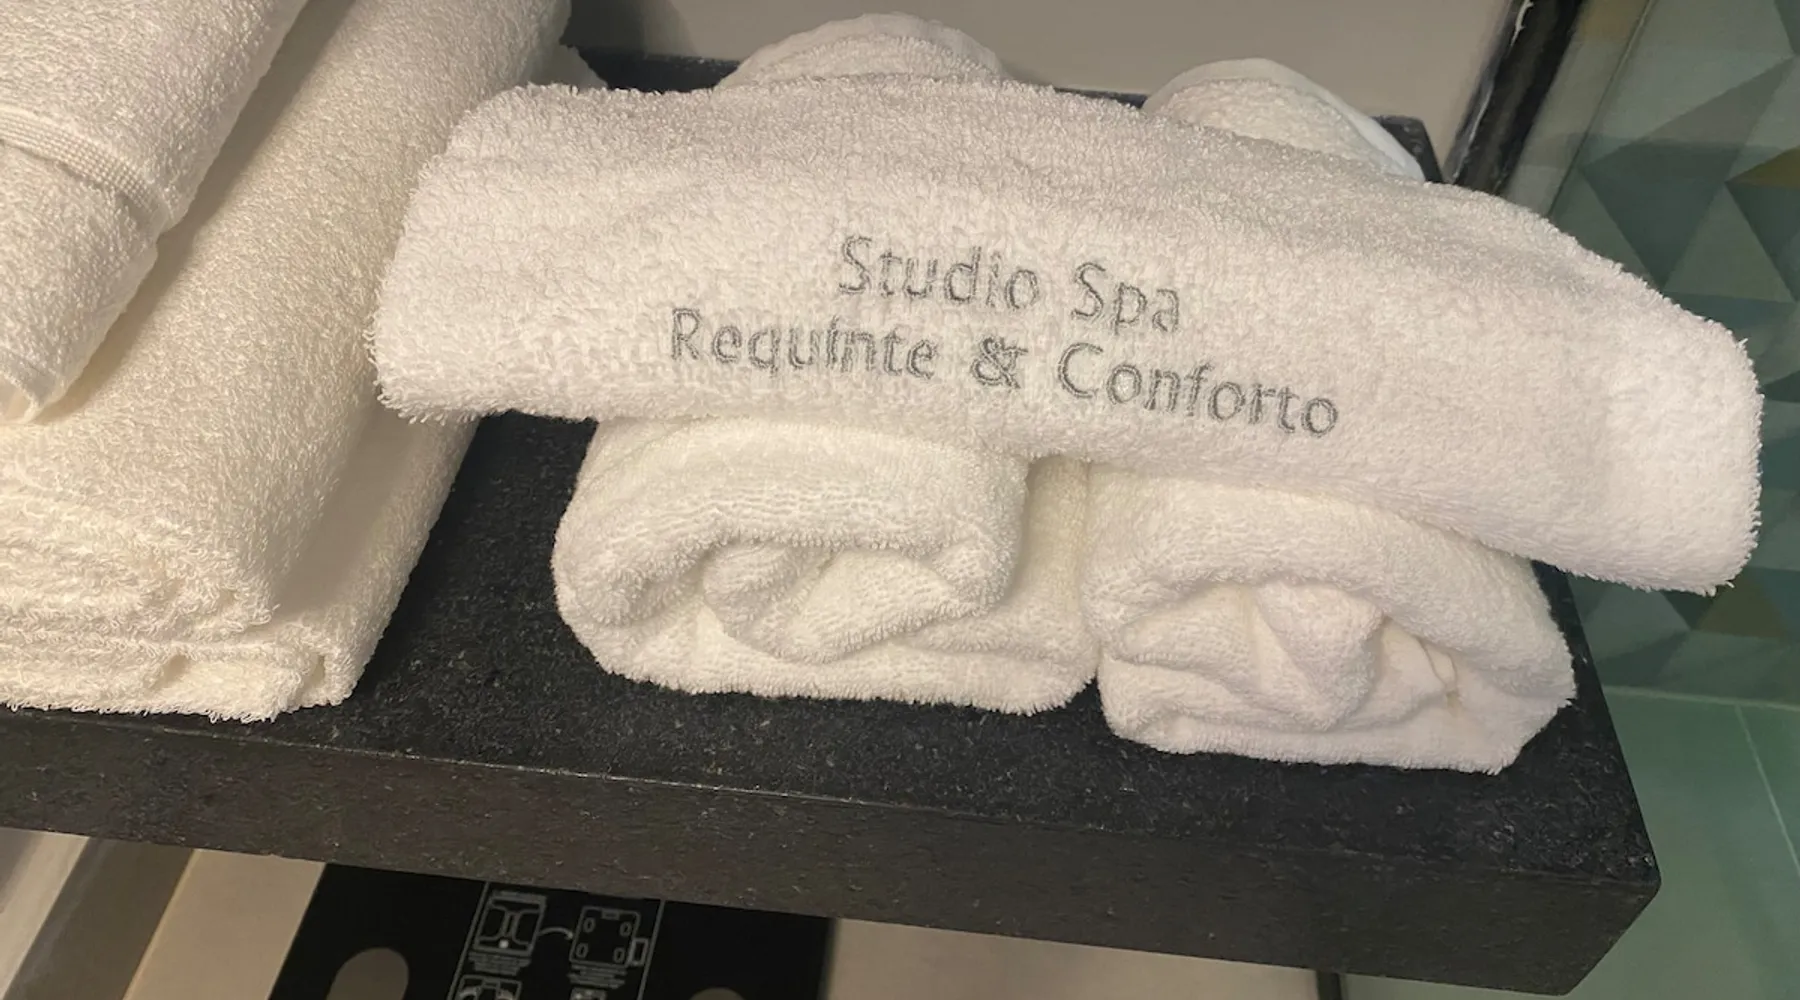 Studio Spa
Requinte & Conforto